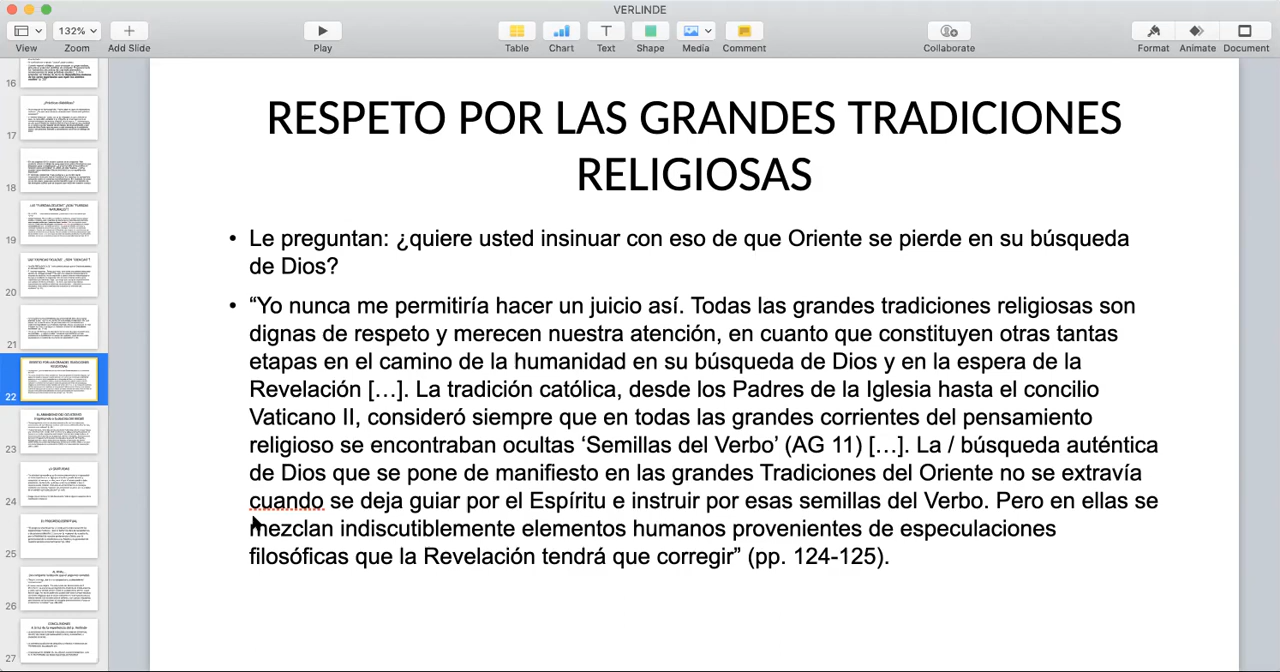 VERLINDE
132%
View
Zoom
Add Slide
Play
Table
Chart
Text
Shape
Media
Comment
Collaborate
Format
Animate
Document
16
17
18
19
20
21
22
23
24
25
26
27
RESPETO POR LAS GRANDES TRADICIONES
RELIGIOSAS
• Le preguntan: ¿quiere usted insinuar con eso de que Oriente se pierde en su búsqueda
de Dios?
• “Yo nunca me permitiría hacer un juicio así. Todas las grandes tradiciones religiosas son
dignas de respeto y merecen nuestra atención, en cuanto que constituyen otras tantas
etapas en el camino de la humanidad en su búsqueda de Dios y en la espera de la
Revelación […]. La tradición católica, desde los Padres de la Iglesia hasta el concilio
Vaticano II, consideró siempre que en todas las grandes corrientes del pensamiento
religioso se encontraban ocultas ‘Semillas del Verbo’ (AG 11) […]. La / búsqueda auténtica
de Dios que se pone de manifiesto en las grandes Tradiciones del Oriente no se extravía
cuando se deja guiar por el Espíritu e instruir por esas semillas del Verbo. Pero en ellas se
mezclan indiscutiblemente elementos humanos provenientes de especulaciones
filosóficas que la Revelación tendrá que corregir” (pp. 124-125).